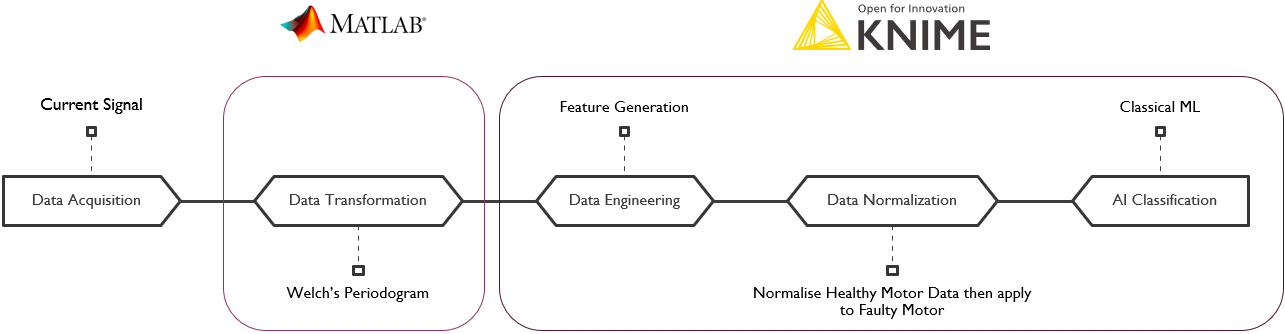 MATLAB®
Open for Innovation
KNIME
Current Signal
Feature Generation
Classical ML
Data Acquisition
Data Transformation
Data Engineering
Data Normalization
AI Classification
Welch's Periodogram
Normalise Healthy Motor Data then apply
to Faulty Motor